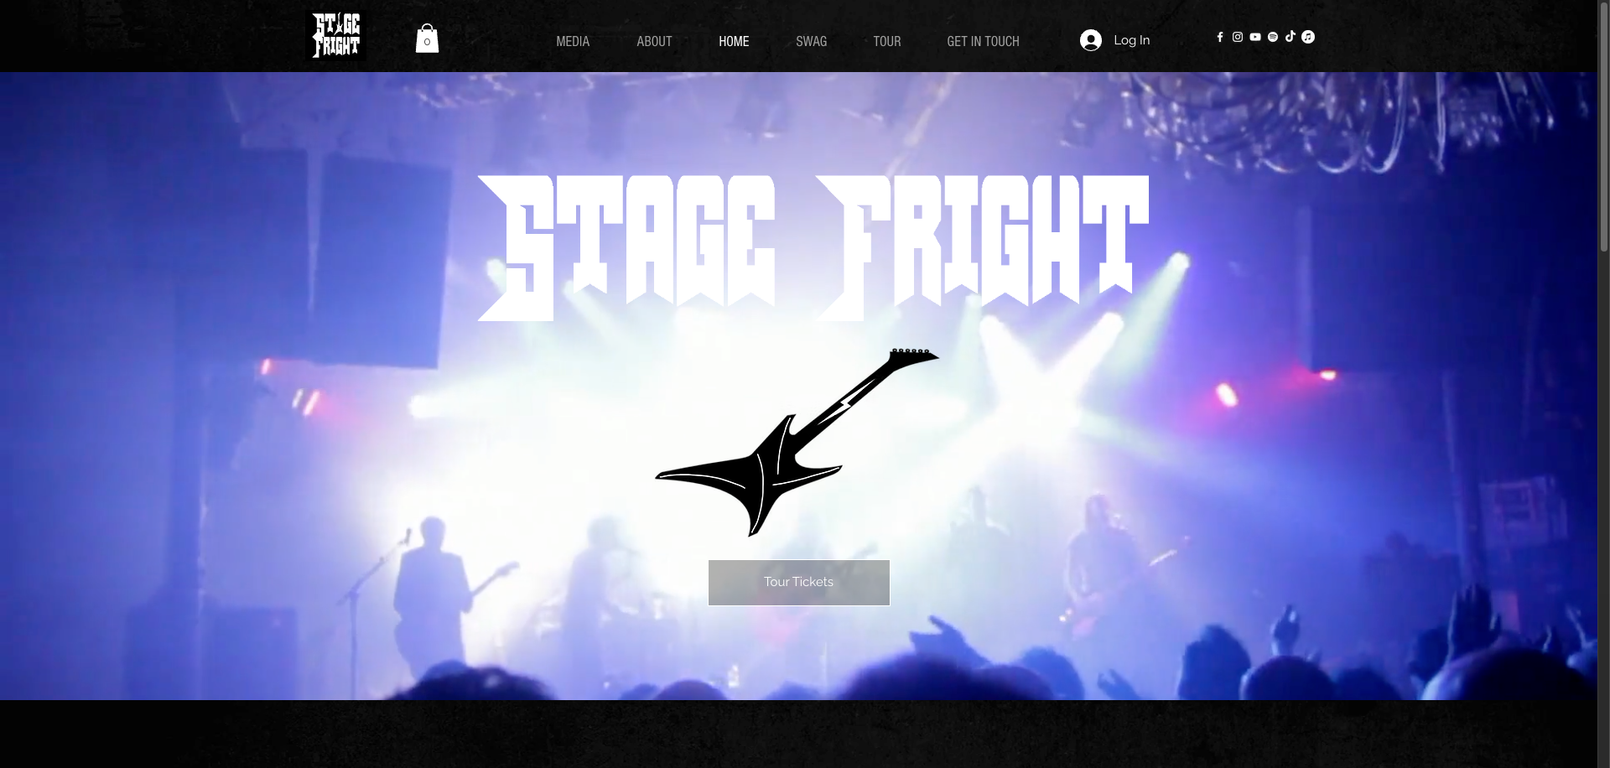 STAGE
FRIGHT
0
MEDIA
ABOUT
HOME
SWAG
TOUR
GET IN TOUCH
Log In
STAGE FRIGHT
Tour Tickets